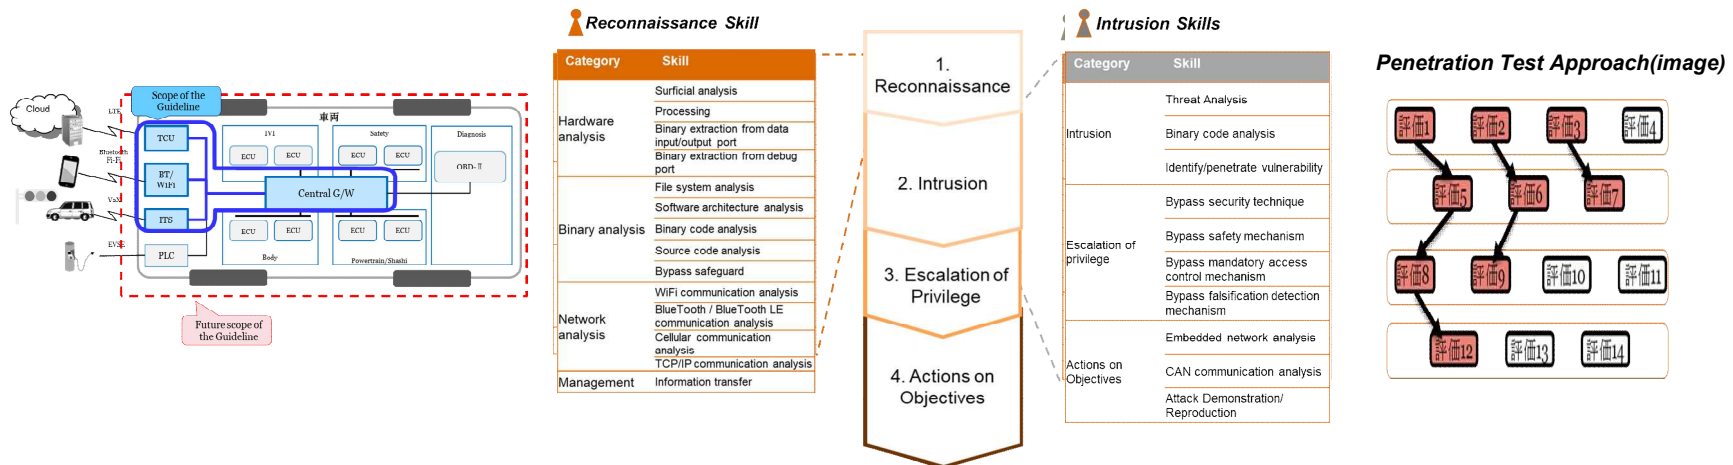 Scope of the
Guideline
Cloud
LTE
車両
TCU
IVI
Safety
Diagnosis
ECU
ECU
ECU
ECU
OBD-II
Bluetooth
BT/
WiFi
Central G/W
V2X
ITS
ECU
ECU
ECU
ECU
EVSE
PLC
Body
Powertrain/Shashi
Future scope of
the Guideline
Reconnaissance Skill
Category
Skill
Hardware
analysis
Surficial analysis
Processing
Binary extraction from data
input/output port
Binary extraction from debug
port
Binary analysis
File system analysis
Software architecture analysis
Binary code analysis
Source code analysis
Bypass safeguard
Network
analysis
WiFi communication analysis
BlueTooth / BlueTooth LE
communication analysis
Cellular communication
analysis
TCP/IP communication analysis
Management
Information transfer
1.
Reconnaissance
2. Intrusion
3. Escalation of
Privilege
4. Actions on
Objectives
Intrusion Skills
Category
Skill
Intrusion
Threat Analysis
Binary code analysis
Identify/penetrate vulnerability
Escalation of
privilege
Bypass security technique
Bypass safety mechanism
Bypass mandatory access
control mechanism
Bypass falsification detection
mechanism
Actions on
Objectives
Embedded network analysis
CAN communication analysis
Attack Demonstration/
Reproduction
Penetration Test Approach(image)
評価1
評価2
評価3
評価4
評価5
評価6
評価7
評価8
評価9
評価10
評価11
評価12
評価13
評価14